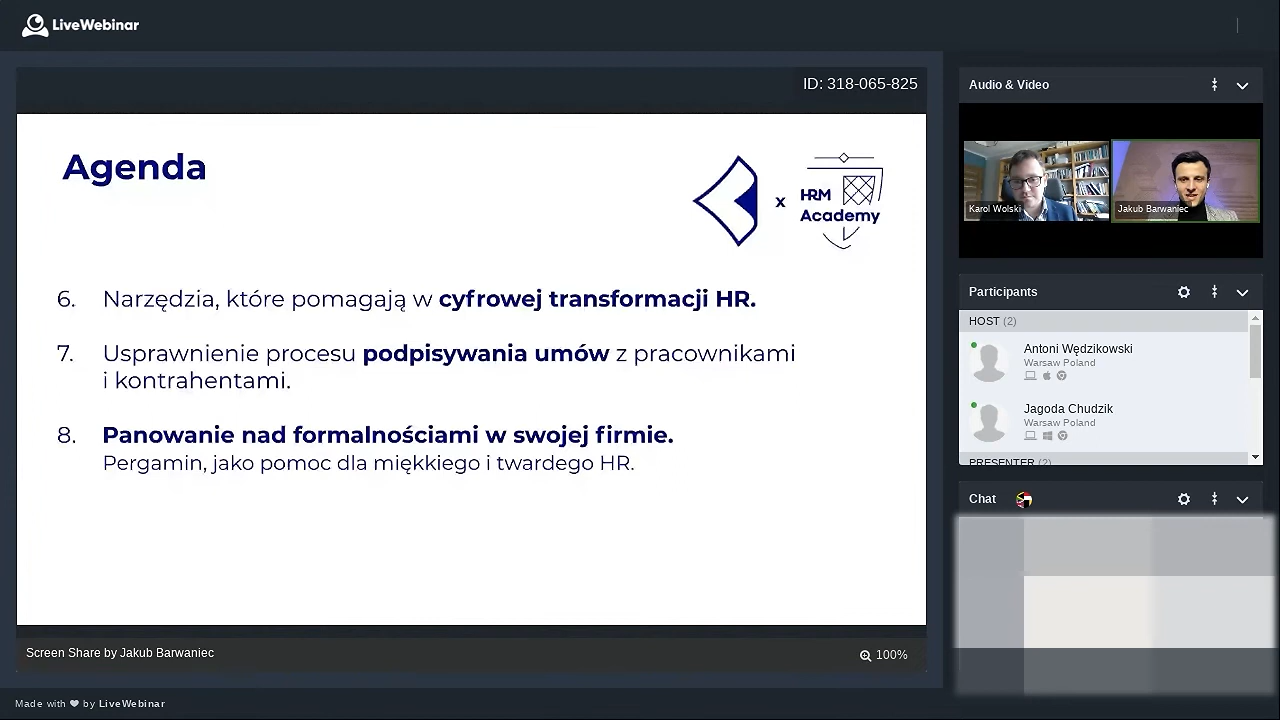 LiveWebinar
ID: 318-065-825
Agenda
x
HRM
Academy
6. Narzędzia, które pomagają w cyfrowej transformacji HR.
7. Usprawnienie procesu podpisywania umów z pracownikami
i kontrahentami.
8. Panowanie nad formalnościami w swojej firmie.
Pergamin, jako pomoc dla miękkiego i twardego HR.
Screen Share by Jakub Barwaniec
100%
Audio & Video
Karol Wolski
Jakub Barwaniec
Participants
HOST (2)
Antoni Wędzikowski
Warsaw Poland
Jagoda Chudzik
Warsaw Poland
PRESENTER (2)
Chat
Made with by LiveWebinar